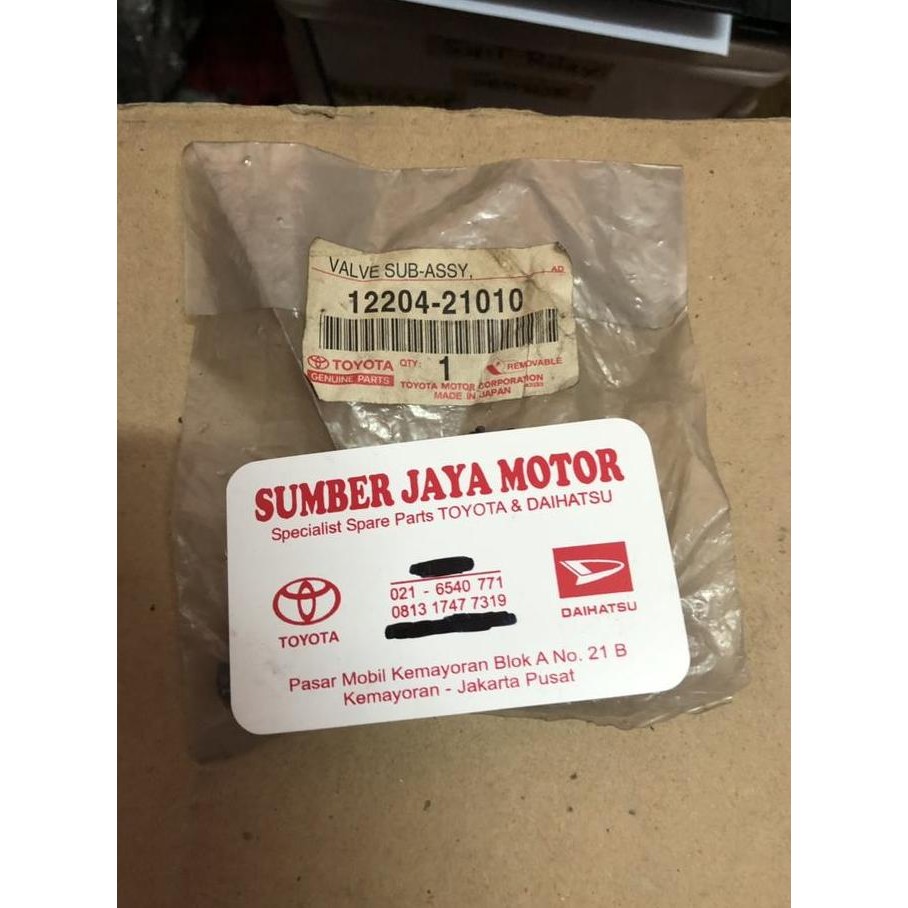 VALVE SUB-ASSY,
AD
12204-21010
TOYOTA QTY: 1 REMOVABLE
GENUINE PARTS
TOYOTA MOTOR CORPORATION
MADE IN JAPAN
SUMBER JAYA MOTOR
Specialist Spare Parts TOYOTA & DAIHATSU
021 - 6540 771
0813 1747 7319
TOYOTA
DAIHATSU
Pasar Mobil Kemayoran Blok A No. 21 B
Kemayoran - Jakarta Pusat